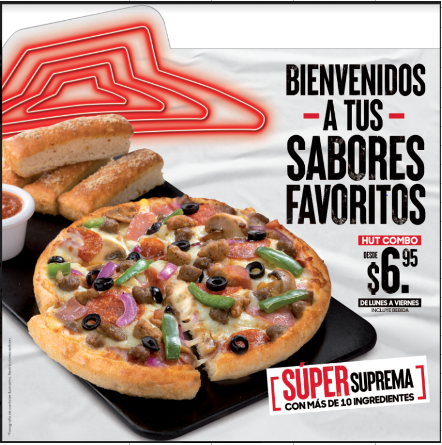 BIENVENIDOS
A TUS
SABORES
FAVORITOS
HUT COMBO
DESDE
$6.95
DE LUNES A VIERNES
INCLUYE BEBIDA
SÚPER SUPREMA
CON MÁS DE 10 INGREDIENTES